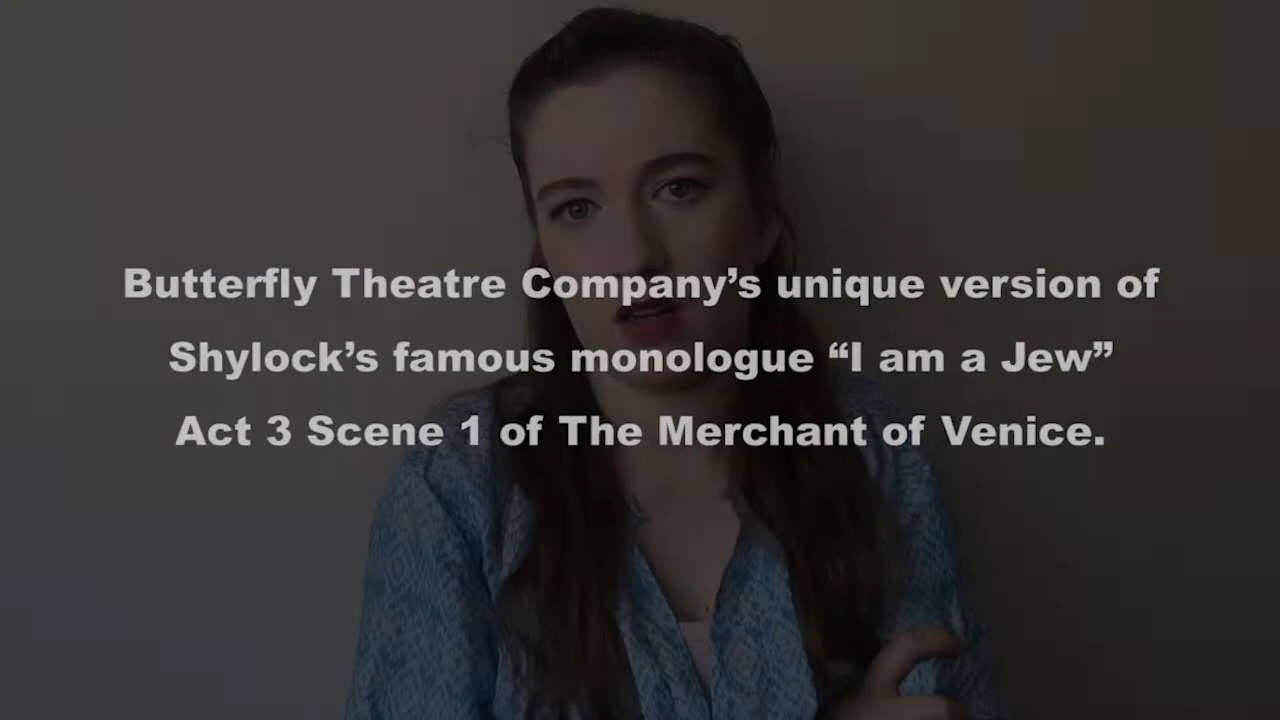 Butterfly Theatre Company’s unique version of
Shylock’s famous monologue “I am a Jew”
Act 3 Scene 1 of The Merchant of Venice.